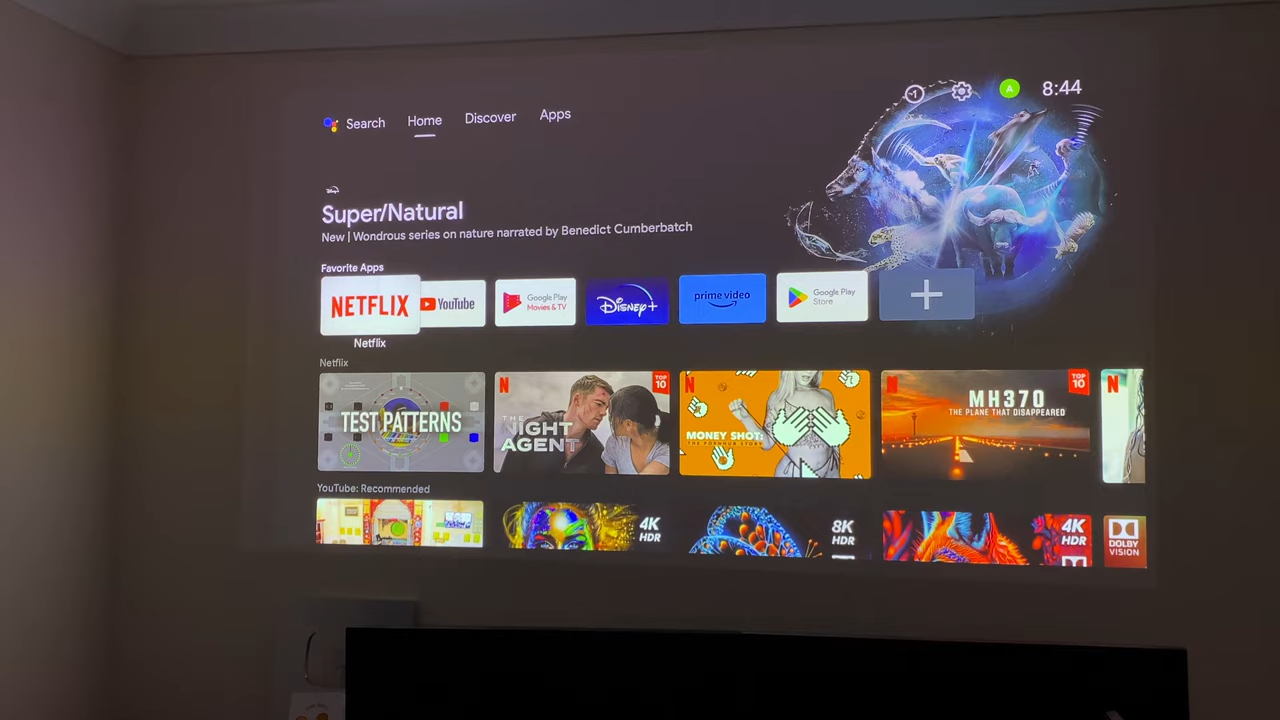 Search
Home
Discover
Apps
1
A
8:44
Disney+
Super/Natural
New | Wondrous series on nature narrated by Benedict Cumberbatch
Favorite Apps
NETFLIX
YouTube
Google Play
Movies & TV
Disney+
prime video
Google Play
Store
Netflix
Netflix
TEST PATTERNS
N
TOP
10
THE
NIGHT
AGENT
N
MONEY SHOT:
THE PORNHUB STORY
N
TOP
10
MH370
THE PLANE THAT DISAPPEARED
N
YouTube: Recommended
4K
HDR
8K
HDR
4K
HDR
DOLBY
VISION